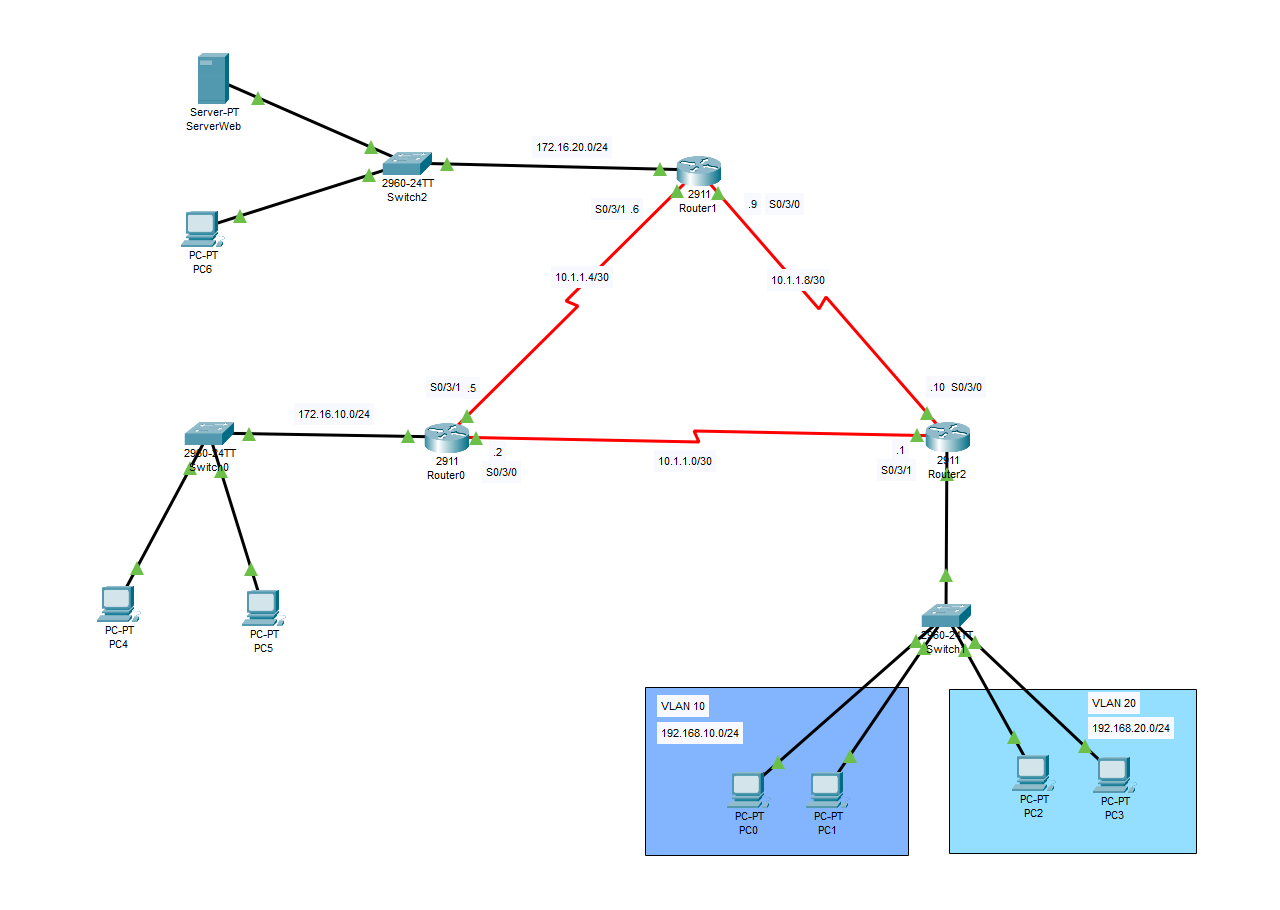 Server-PT
ServerWeb
172.16.20.0/24
2960-24TT
Switch2
2911
Router1
S0/3/1 .6
.9 S0/3/0
PC-PT
PC6
10.1.1.4/30
10.1.1.8/30
S0/3/1 .5
.10 S0/3/0
172.16.10.0/24
2960-24TT
Switch0
2911
Router0
.2
S0/3/0
10.1.1.0/30
.1
S0/3/1
2911
Router2
PC-PT
PC4
PC-PT
PC5
2960-24TT
Switch1
VLAN 10
192.168.10.0/24
VLAN 20
192.168.20.0/24
PC-PT
PC0
PC-PT
PC1
PC-PT
PC2
PC-PT
PC3